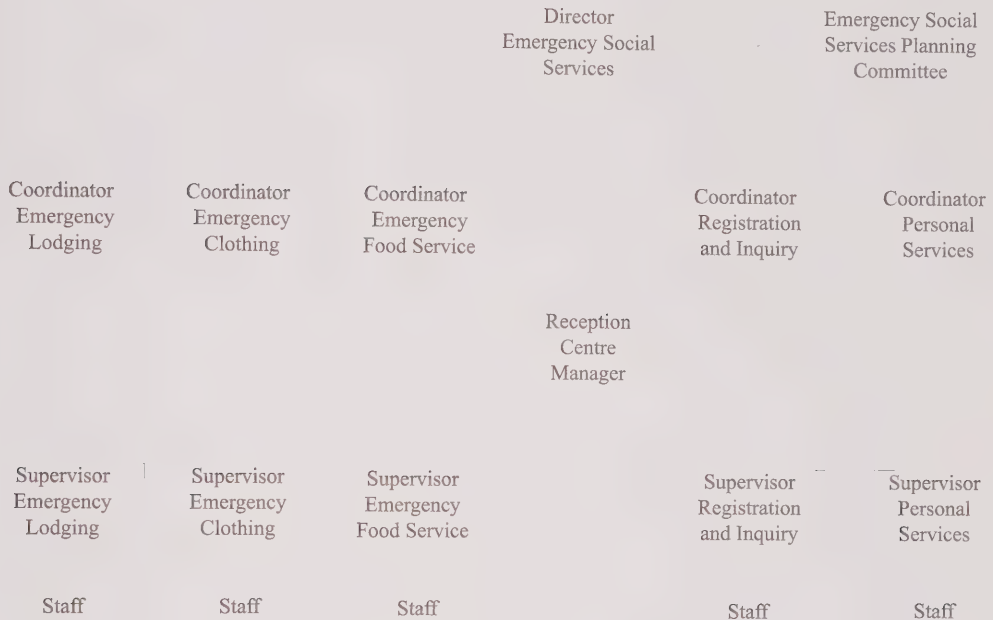 Director
Emergency Social
Services
Emergency Social
Services Planning
Committee
Coordinator
Emergency
Lodging
Coordinator
Emergency
Clothing
Coordinator
Emergency
Food Service
Coordinator
Registration
and Inquiry
Coordinator
Personal
Services
Reception
Centre
Manager
Supervisor
Emergency
Lodging
Supervisor
Emergency
Clothing
Supervisor
Emergency
Food Service
Supervisor
Registration
and Inquiry
Supervisor
Personal
Services
Staff
Staff
Staff
Staff
Staff